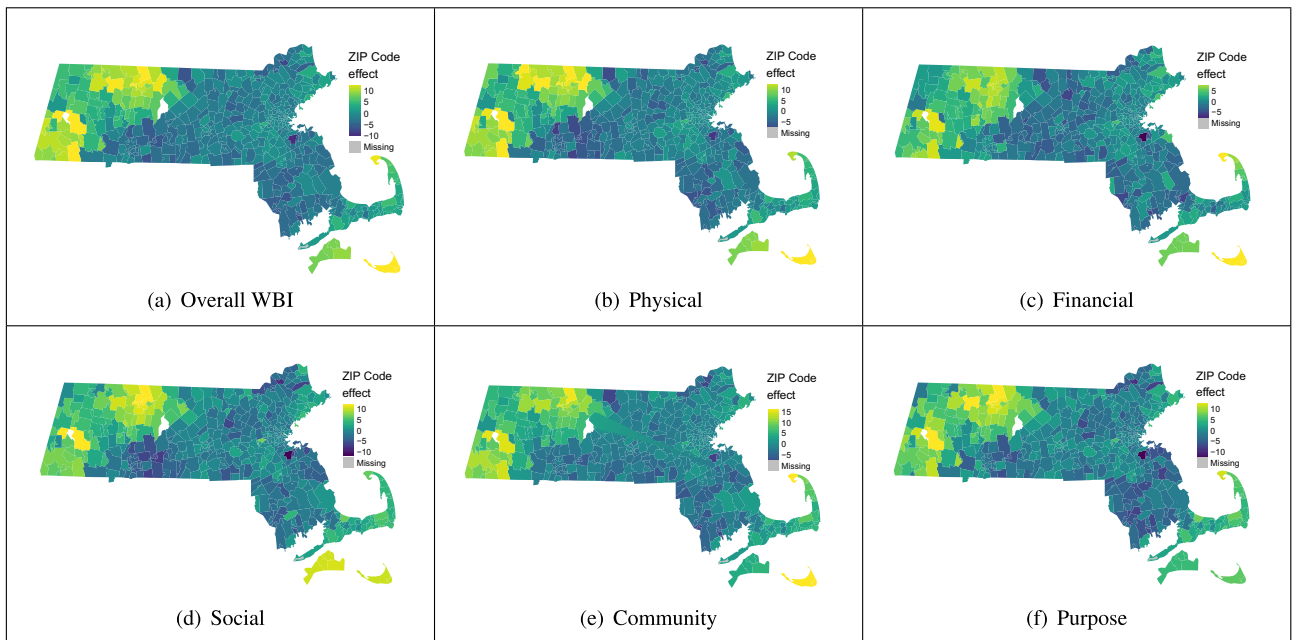 ZIP Code
effect
10
5
0
−5
−10
Missing
(a) Overall WBI
ZIP Code
effect
10
5
0
−5
Missing
(b) Physical
ZIP Code
effect
5
0
−5
Missing
(c) Financial
ZIP Code
effect
10
5
0
−5
−10
Missing
(d) Social
ZIP Code
effect
15
10
5
0
−5
Missing
(e) Community
ZIP Code
effect
10
5
0
−5
−10
Missing
(f) Purpose